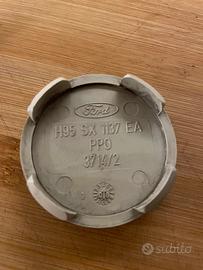 Ford
H95 SX 1137 EA
PPO
3714/2
subito